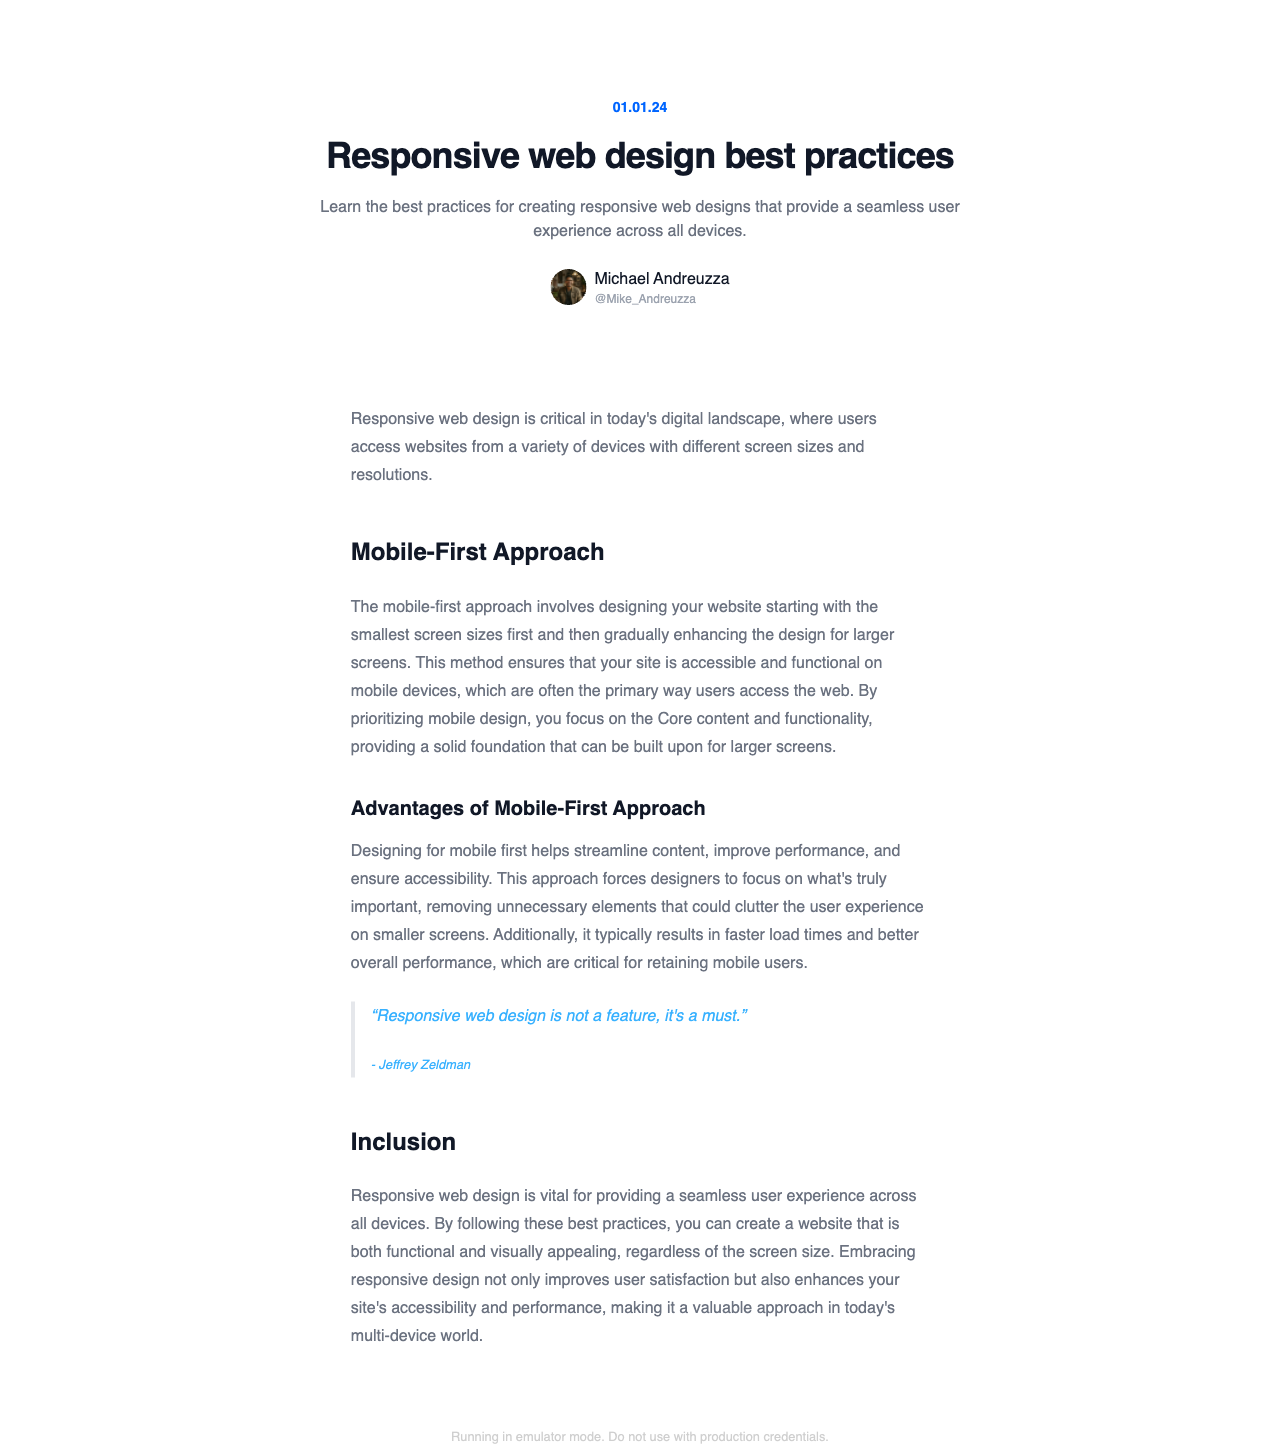 01.01.24
Responsive web design best practices
Learn the best practices for creating responsive web designs that provide a seamless user
experience across all devices.
Michael Andreuzza
@Mike_Andreuzza
Responsive web design is critical in today's digital landscape, where users
access websites from a variety of devices with different screen sizes and
resolutions.
Mobile-First Approach
The mobile-first approach involves designing your website starting with the
smallest screen sizes first and then gradually enhancing the design for larger
screens. This method ensures that your site is accessible and functional on
mobile devices, which are often the primary way users access the web. By
prioritizing mobile design, you focus on the Core content and functionality,
providing a solid foundation that can be built upon for larger screens.
Advantages of Mobile-First Approach
Designing for mobile first helps streamline content, improve performance, and
ensure accessibility. This approach forces designers to focus on what's truly
important, removing unnecessary elements that could clutter the user experience
on smaller screens. Additionally, it typically results in faster load times and better
overall performance, which are critical for retaining mobile users.
“Responsive web design is not a feature, it's a must.”
- Jeffrey Zeldman
Inclusion
Responsive web design is vital for providing a seamless user experience across
all devices. By following these best practices, you can create a website that is
both functional and visually appealing, regardless of the screen size. Embracing
responsive design not only improves user satisfaction but also enhances your
site's accessibility and performance, making it a valuable approach in today's
multi-device world.
Running in emulator mode. Do not use with production credentials.